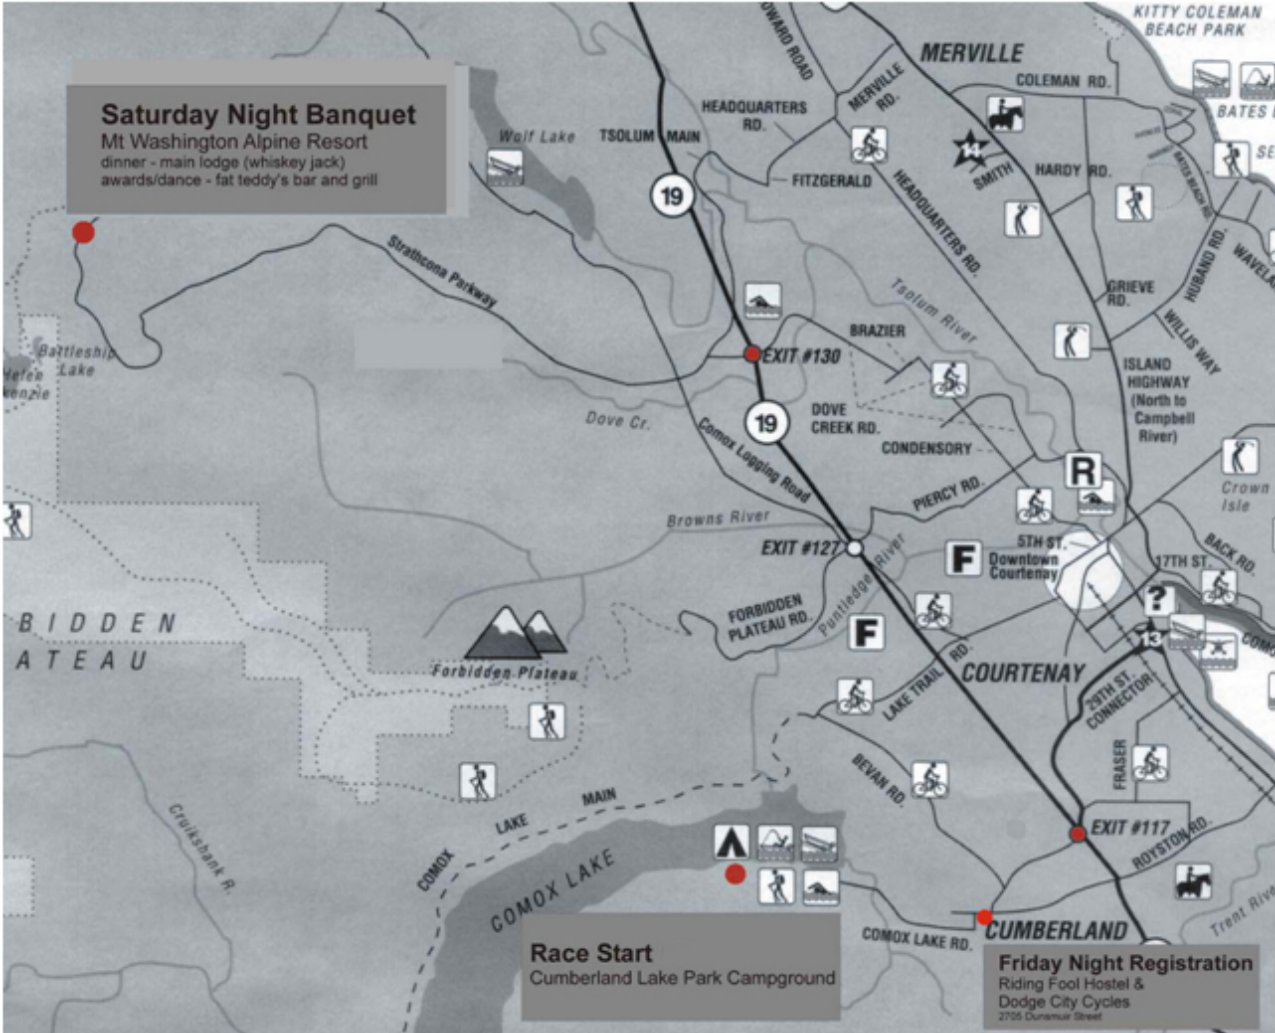 KITTY COLEMAN
BEACH PARK
MERVILLE
COLEMAN RD.
MERVILLE
RD.
HEADQUARTERS
RD.
TSOLUM MAIN
Wolf Lake
Saturday Night Banquet
Mt Washington Alpine Resort
dinner - main lodge (whiskey jack)
awards/dance - fat teddy's bar and grill
14
SMITH
HARDY RD.
BATES BEACH RD.
FITZGERALD
19
HEADQUARTERS RD.
Strathcona Parkway
HUBAND RD.
GRIEVE
RD.
WILLIS WAY
Tsolum River
BRAZIER
EXIT #130
Battleship
Lake
Helen
ISLAND
HIGHWAY
(North to
Campbell
River)
DOVE
CREEK RD.
Dove Cr.
19
CONDENSORY
Comox Logging Road
R
PIERCY RD.
Crown
Isle
Browns River
EXIT #127
5TH ST.
Downtown
Courtenay
BACK RD.
17TH ST.
F
Puntledge River
FORBIDDEN
PLATEAU RD.
F
?
13
BIDDEN
ATEAU
Forbidden Plateau
COURTENAY
LAKE TRAIL RD.
29TH ST.
CONNECTOR
FRASER
BEVAN RD.
COMOX LAKE MAIN
Cruikshank R.
EXIT #117
ROYSTON RD.
COMOX LAKE
Trent River
COMOX LAKE RD.
CUMBERLAND
Race Start
Cumberland Lake Park Campground
Friday Night Registration
Riding Fool Hostel &
Dodge City Cycles
2705 Dunsmuir Street